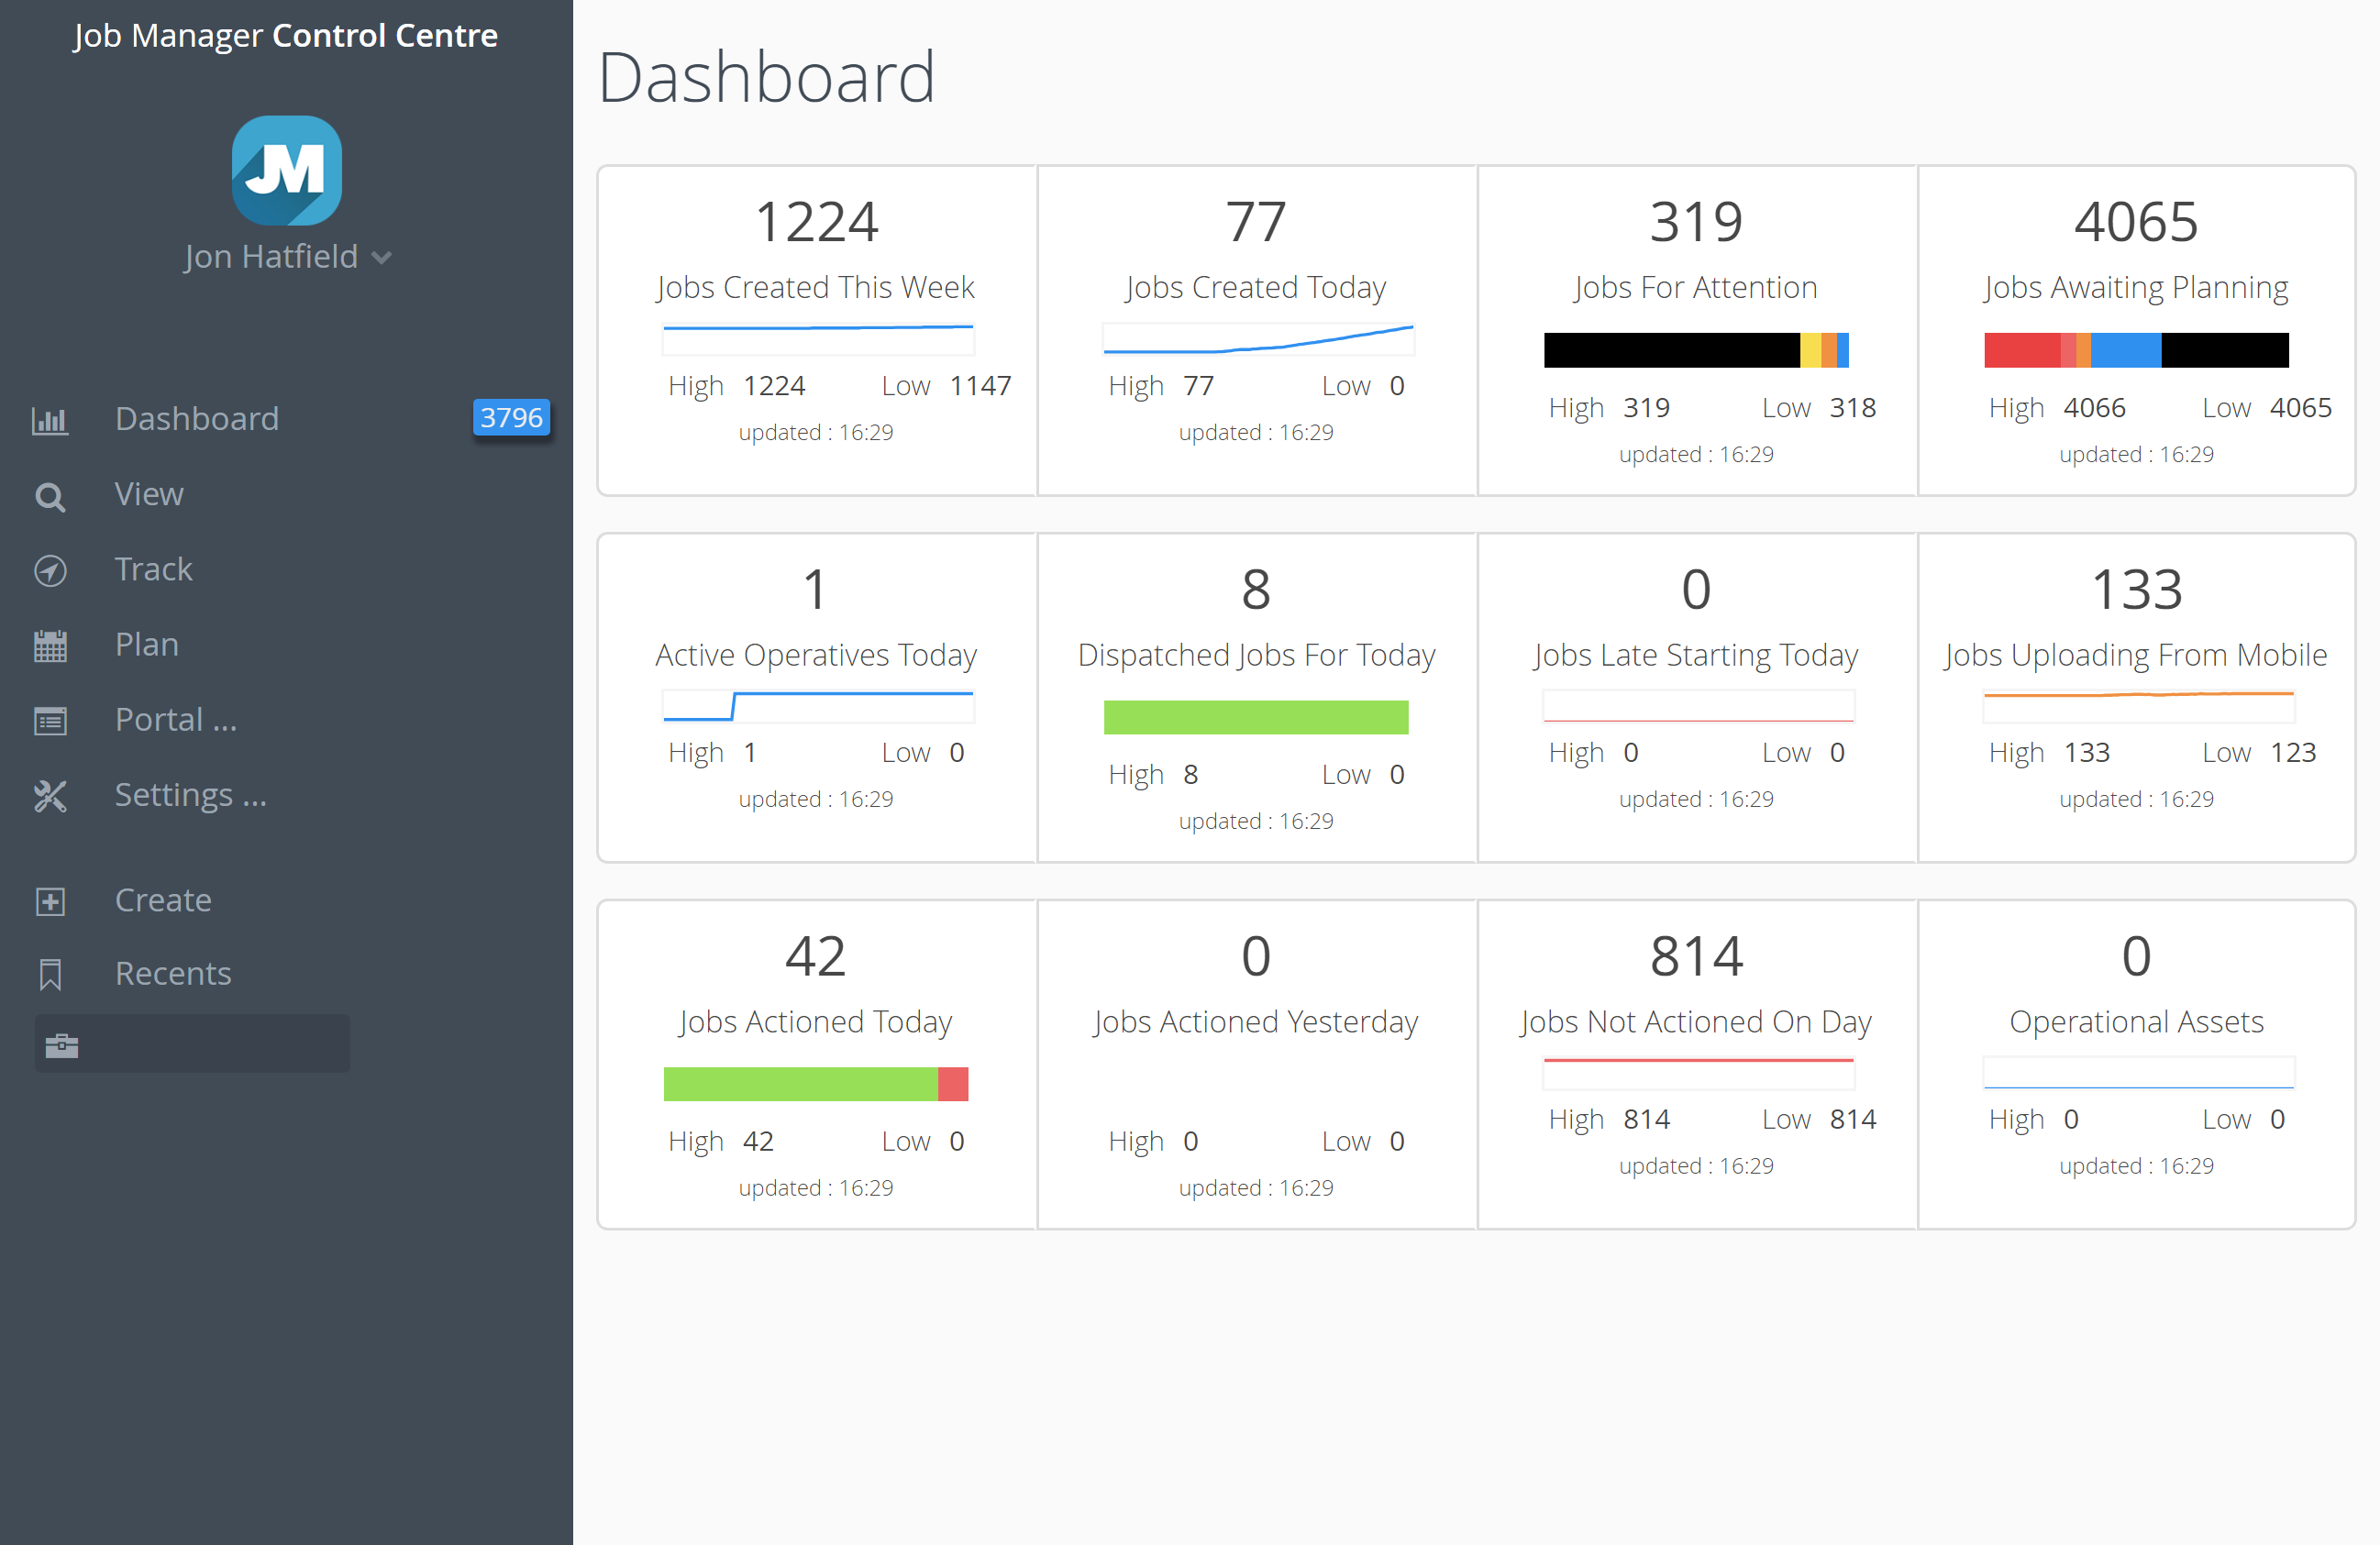 Job Manager Control Centre
JM
Jon Hatfield
Dashboard 3796
View
Track
Plan
Portal ...
Settings ...
Create
Recents
Dashboard
1224
Jobs Created This Week
High 1224 Low 1147
updated : 16:29
77
Jobs Created Today
High 77 Low 0
updated : 16:29
319
Jobs For Attention
High 319 Low 318
updated : 16:29
4065
Jobs Awaiting Planning
High 4066 Low 4065
updated : 16:29
1
Active Operatives Today
High 1 Low 0
updated : 16:29
8
Dispatched Jobs For Today
High 8 Low 0
updated : 16:29
0
Jobs Late Starting Today
High 0 Low 0
updated : 16:29
133
Jobs Uploading From Mobile
High 133 Low 123
updated : 16:29
42
Jobs Actioned Today
High 42 Low 0
updated : 16:29
0
Jobs Actioned Yesterday
High 0 Low 0
updated : 16:29
814
Jobs Not Actioned On Day
High 814 Low 814
updated : 16:29
0
Operational Assets
High 0 Low 0
updated : 16:29